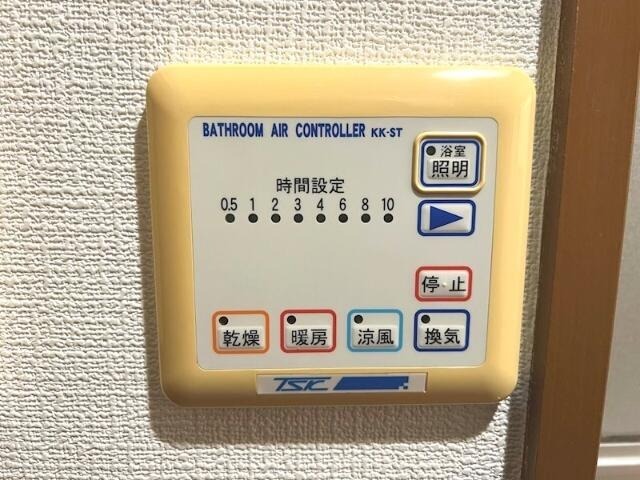 BATHROOM AIR CONTROLLER KK-ST
浴室
照明
時間設定
0.5 1 2 3 4 6 8 10
停止
乾燥 暖房 涼風 換気
TSK